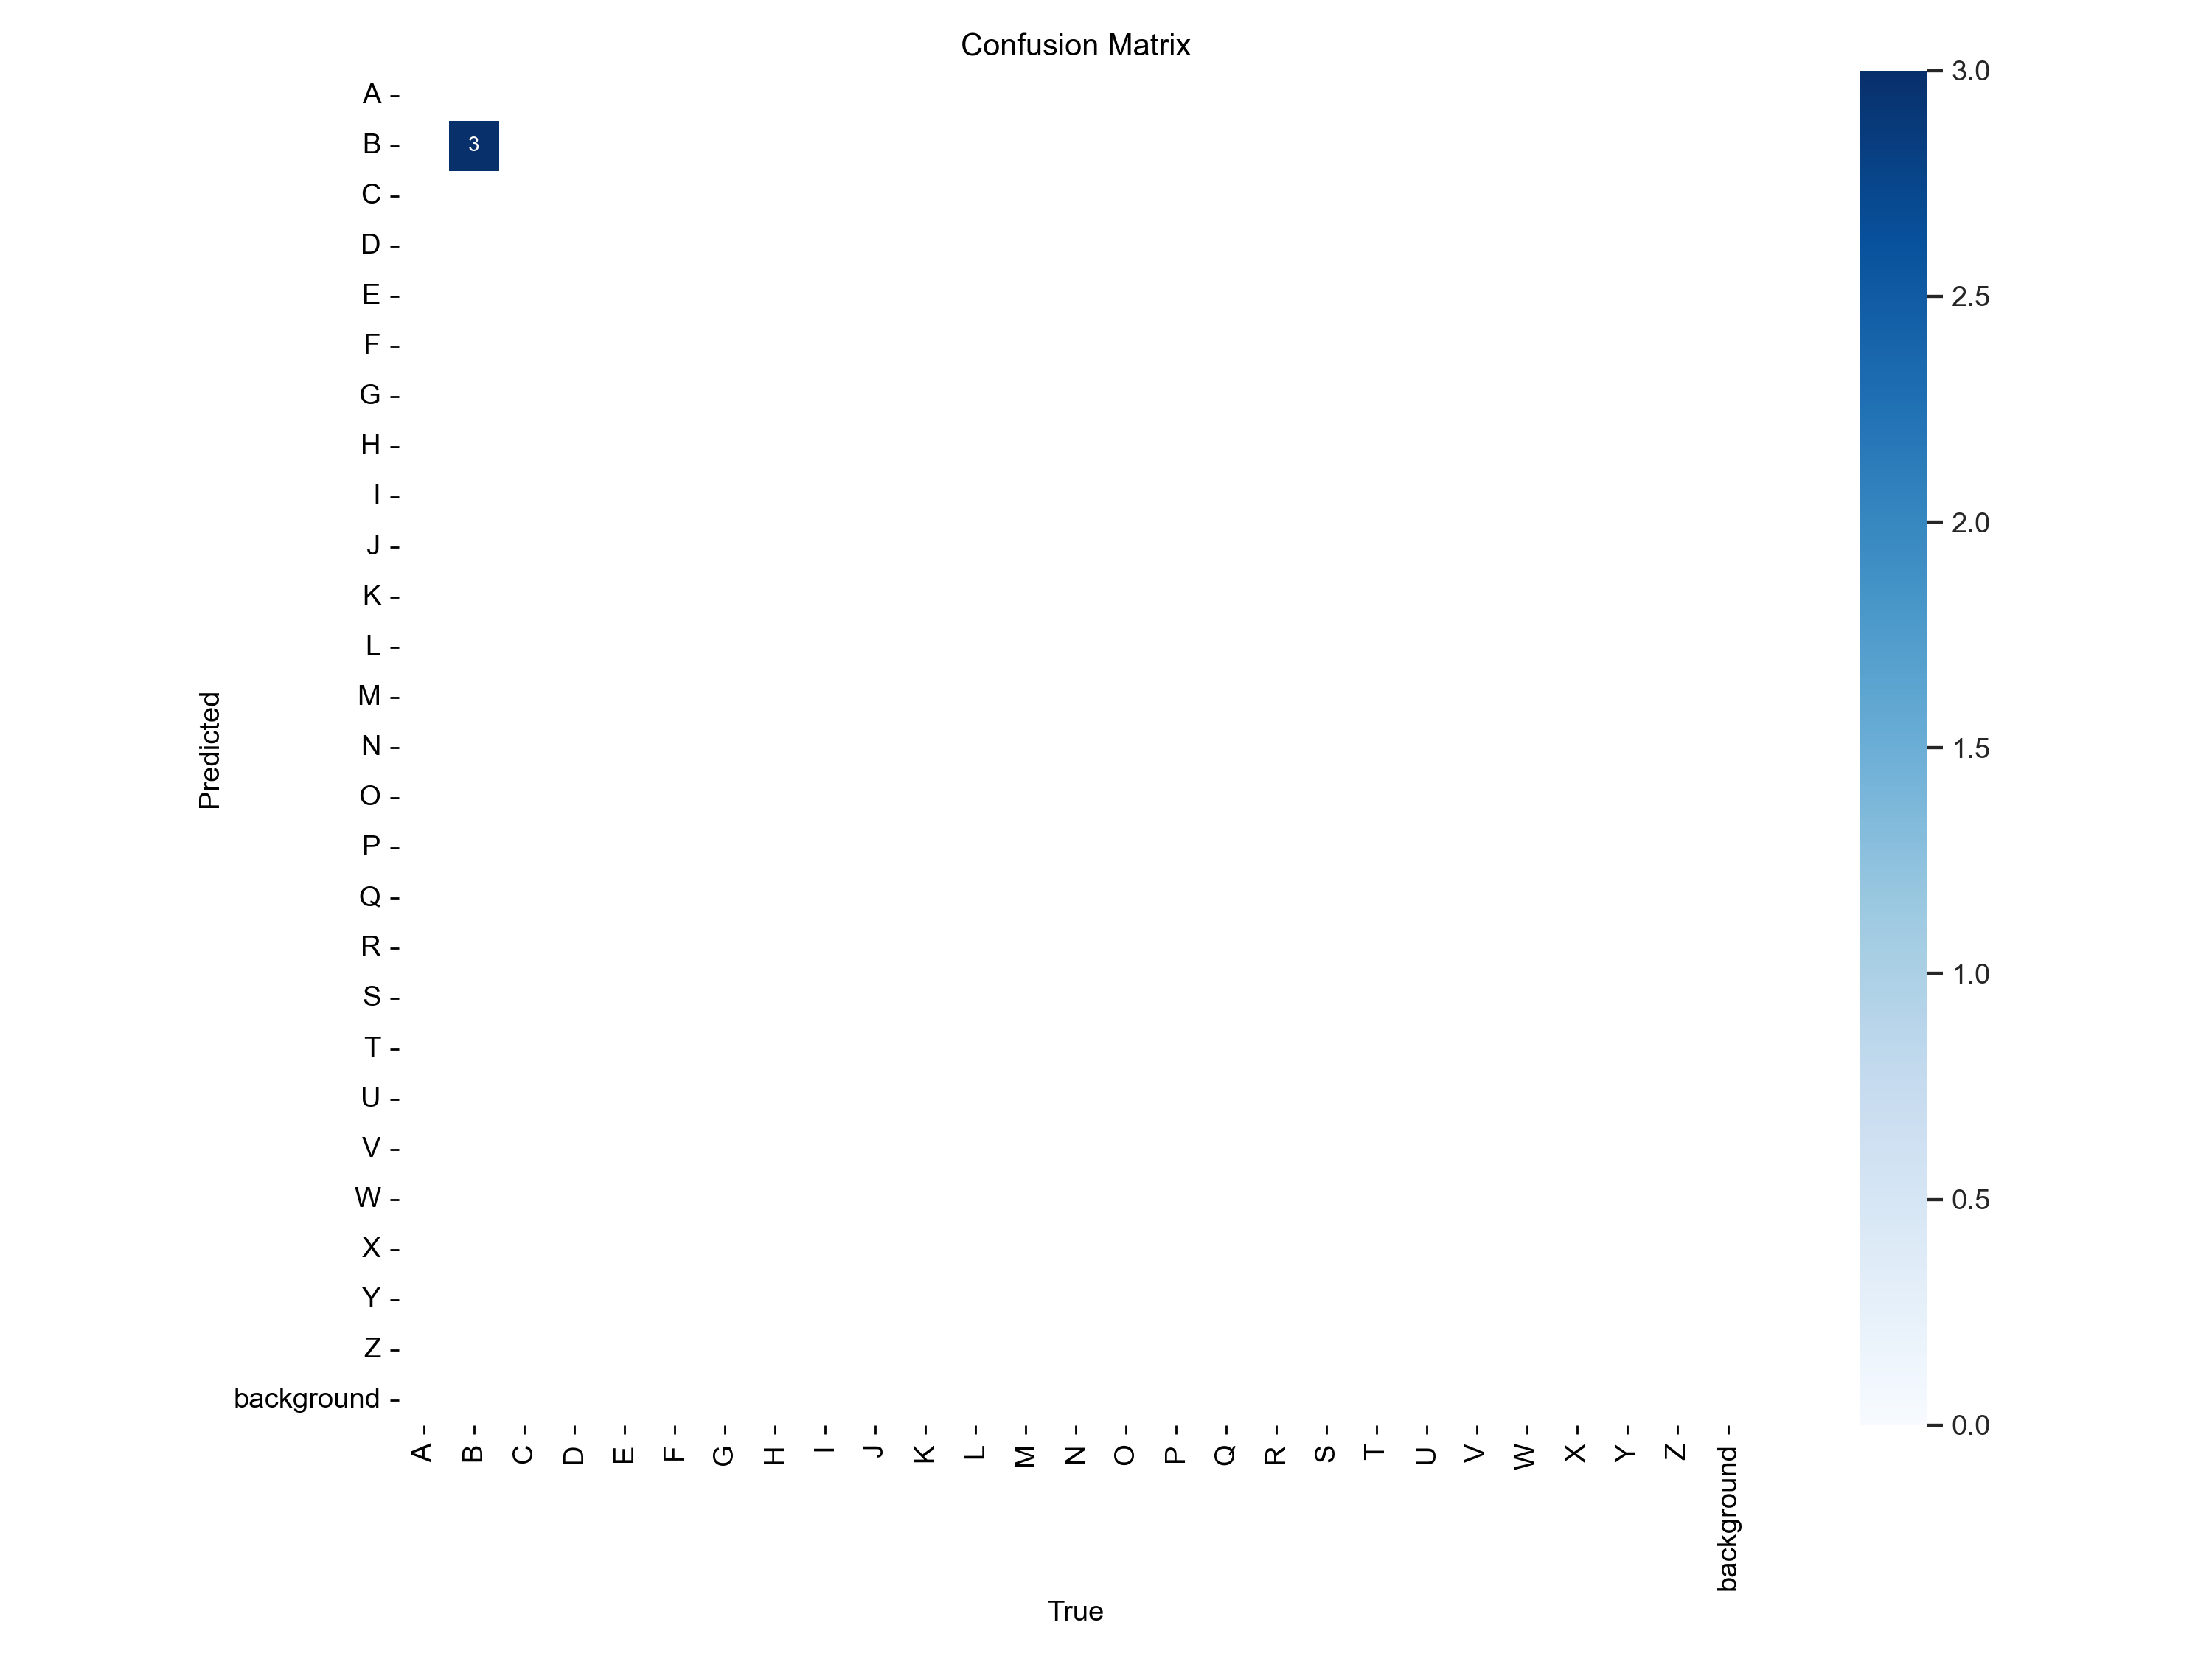 Confusion Matrix
A
B
C
D
E
F
G
H
I
J
K
L
M
N
O
P
Q
R
S
T
U
V
W
X
Y
Z
background
Predicted
3
A B C D E F G H I J K L M N O P Q R S T U V W X Y Z background
True
3.0
2.5
2.0
1.5
1.0
0.5
0.0